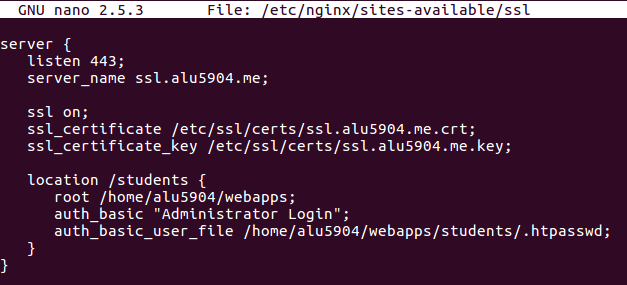 GNU nano 2.5.3 File: /etc/nginx/sites-available/ssl
server {
listen 443;
server_name ssl.alu5904.me;
ssl on;
ssl_certificate /etc/ssl/certs/ssl.alu5904.me.crt;
ssl_certificate_key /etc/ssl/certs/ssl.alu5904.me.key;
location /students {
root /home/alu5904/webapps;
auth_basic "Administrator Login";
auth_basic_user_file /home/alu5904/webapps/students/.htpasswd;
}
}